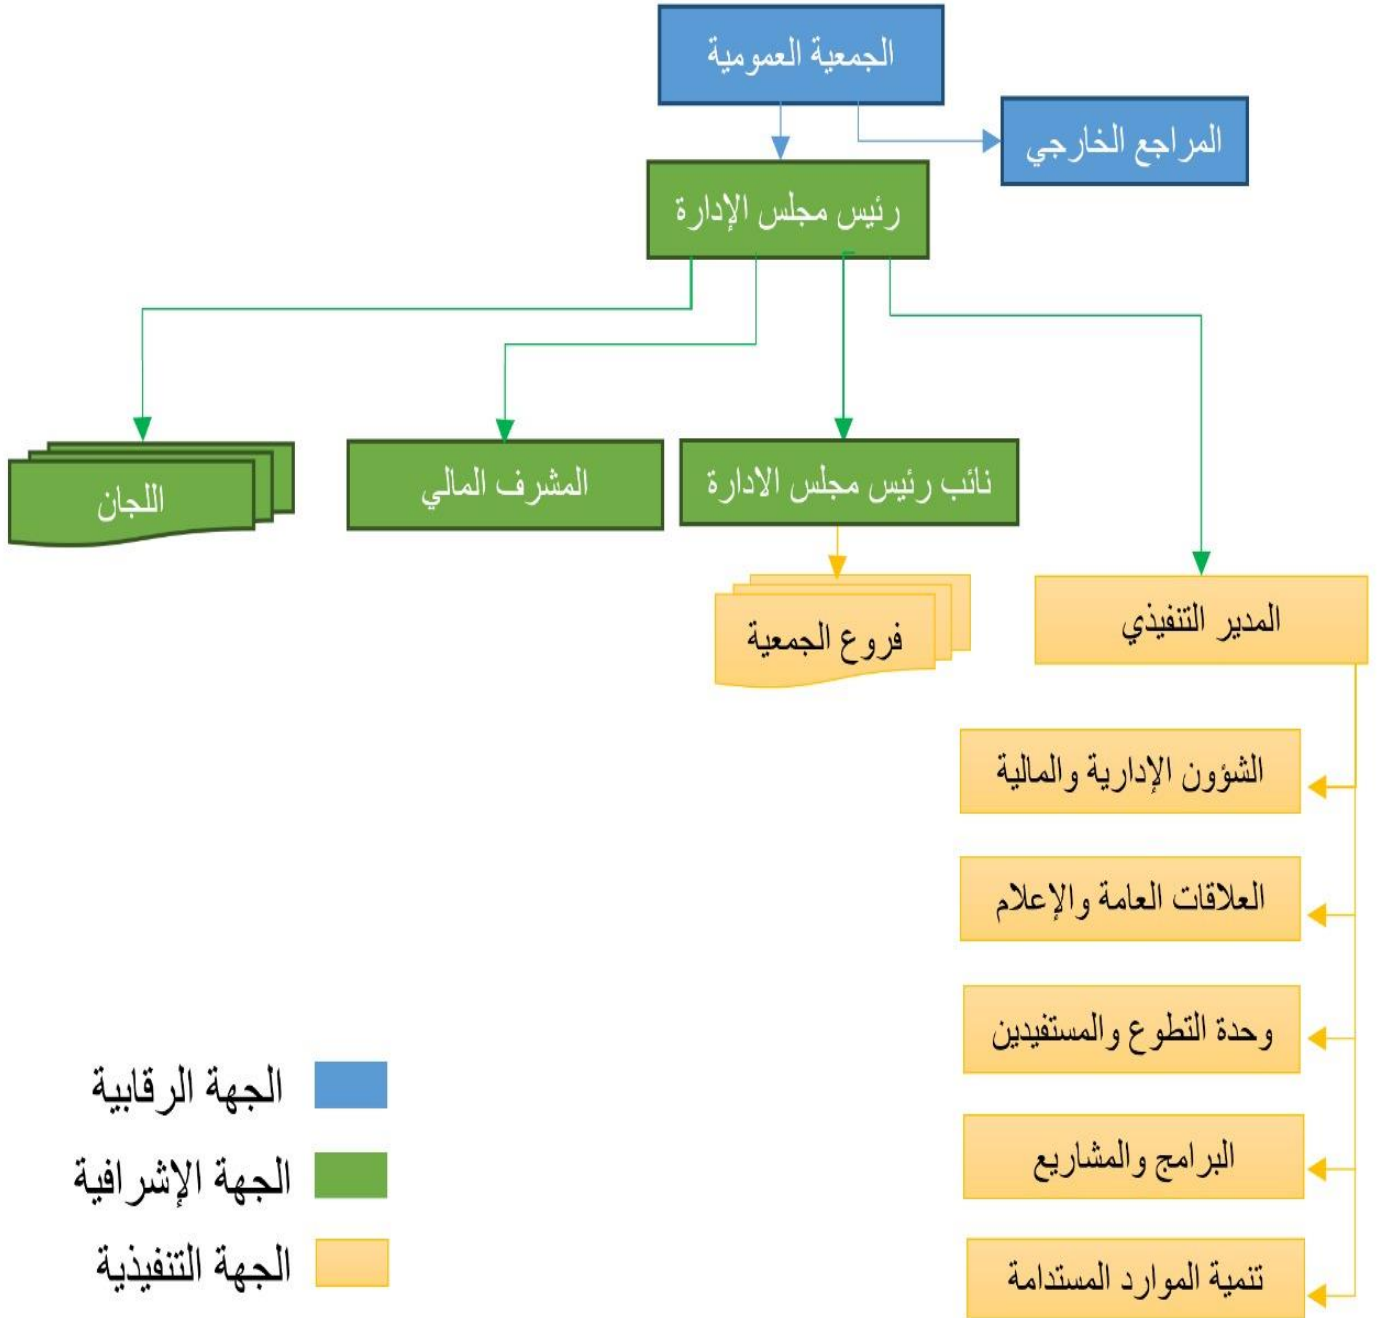 الجمعية العمومية
المراجع الخارجي
رئيس مجلس الإدارة
نائب رئيس مجلس الادارة
المشرف المالي
اللجان
المدير التنفيذي
فروع الجمعية
الشؤون الإدارية والمالية
العلاقات العامة والإعلام
وحدة التطوع والمستفيدين
البرامج والمشاريع
تنمية الموارد المستدامة
الجهة الرقابية
الجهة الإشرافية
الجهة التنفيذية